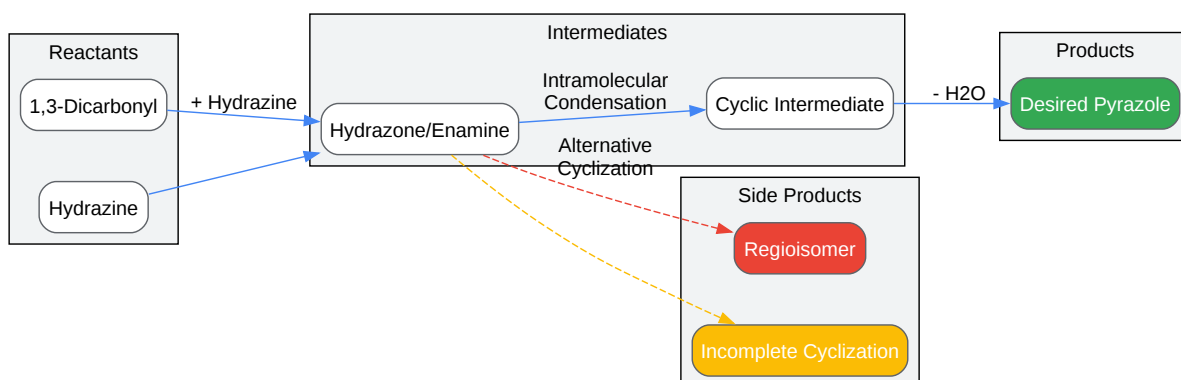 Reactants
1,3-Dicarbonyl
Hydrazine
+ Hydrazine
Intermediates
Hydrazone/Enamine
Intramolecular
Condensation
Cyclic Intermediate
Alternative
Cyclization
- H2O
Products
Desired Pyrazole
Side Products
Regioisomer
Incomplete Cyclization